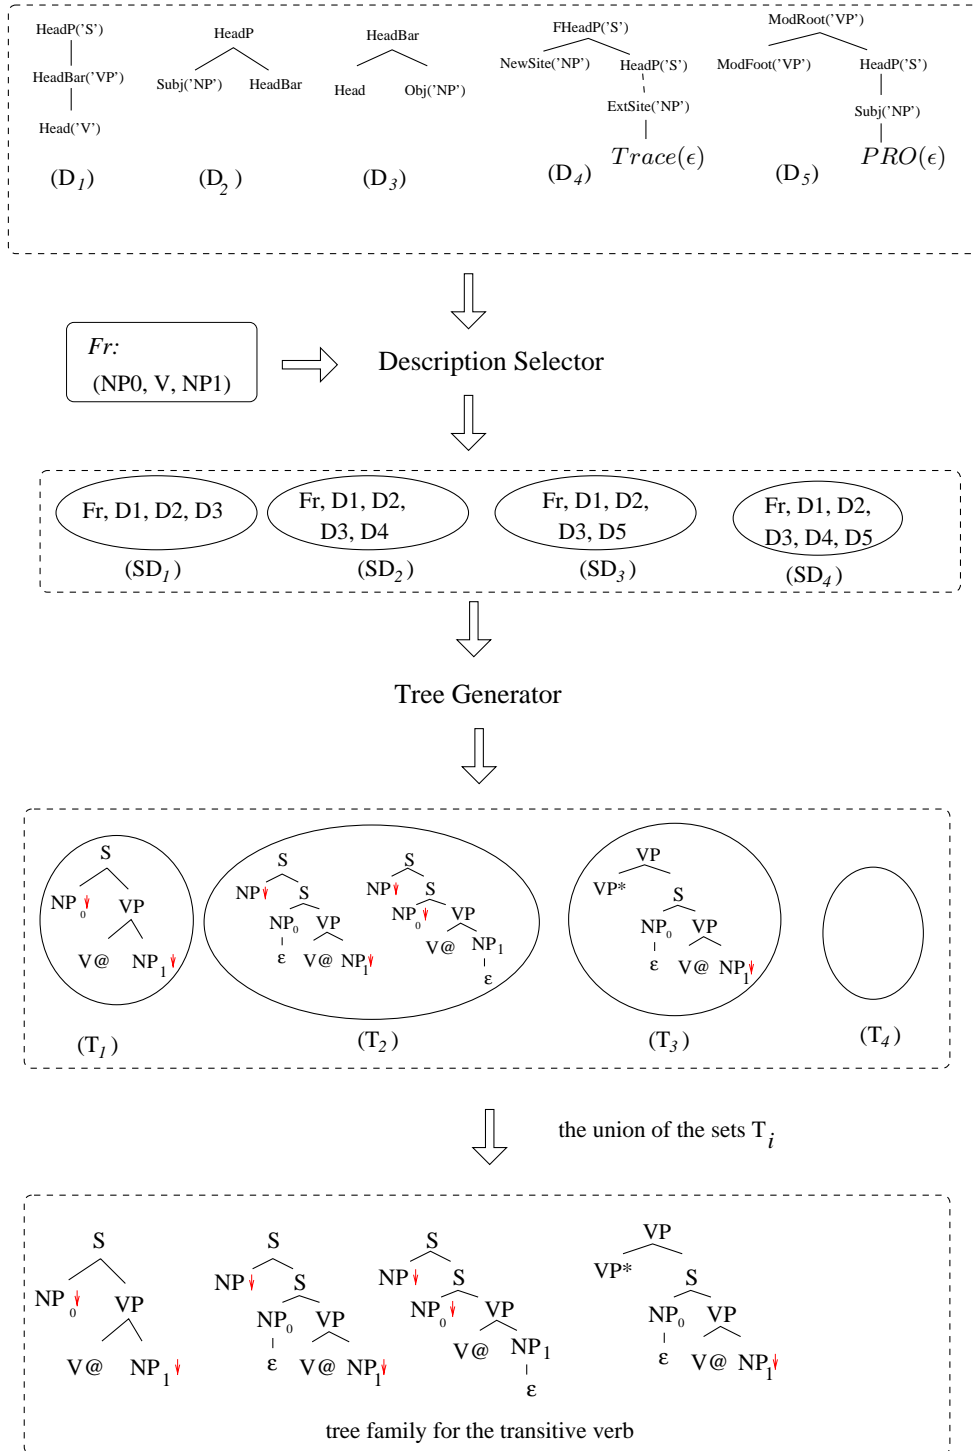 HeadP('S')
HeadBar('VP')
Head('V')
(D1)
HeadP
Subj('NP') HeadBar
(D2)
HeadBar
Head Obj('NP')
(D3)
FHeadP('S')
NewSite('NP') HeadP('S')
ExtSite('NP')
Trace(ϵ)
(D4)
ModRoot('VP')
ModFoot('VP') HeadP('S')
Subj('NP')
PRO(ϵ)
(D5)
Fr:
(NP0, V, NP1)
Description Selector
Fr, D1, D2, D3
(SD1)
Fr, D1, D2,
D3, D4
(SD2)
Fr, D1, D2,
D3, D5
(SD3)
Fr, D1, D2,
D3, D4, D5
(SD4)
Tree Generator
S
NP0↓ VP
V@ NP1↓
(T1)
S
NP↓ S
NP0 VP
ε V@ NP1↓
S
NP↓ S
NP0↓ VP
V@ NP1
ε
(T2)
VP
VP* S
NP0 VP
ε V@ NP1↓
(T3)
(T4)
the union of the sets Ti
S
NP0↓ VP
V@ NP1↓
S
NP↓ S
NP0 VP
ε V@ NP1↓
S
NP↓ S
NP0↓ VP
V@ NP1
ε
VP
VP* S
NP0 VP
ε V@ NP1↓
tree family for the transitive verb